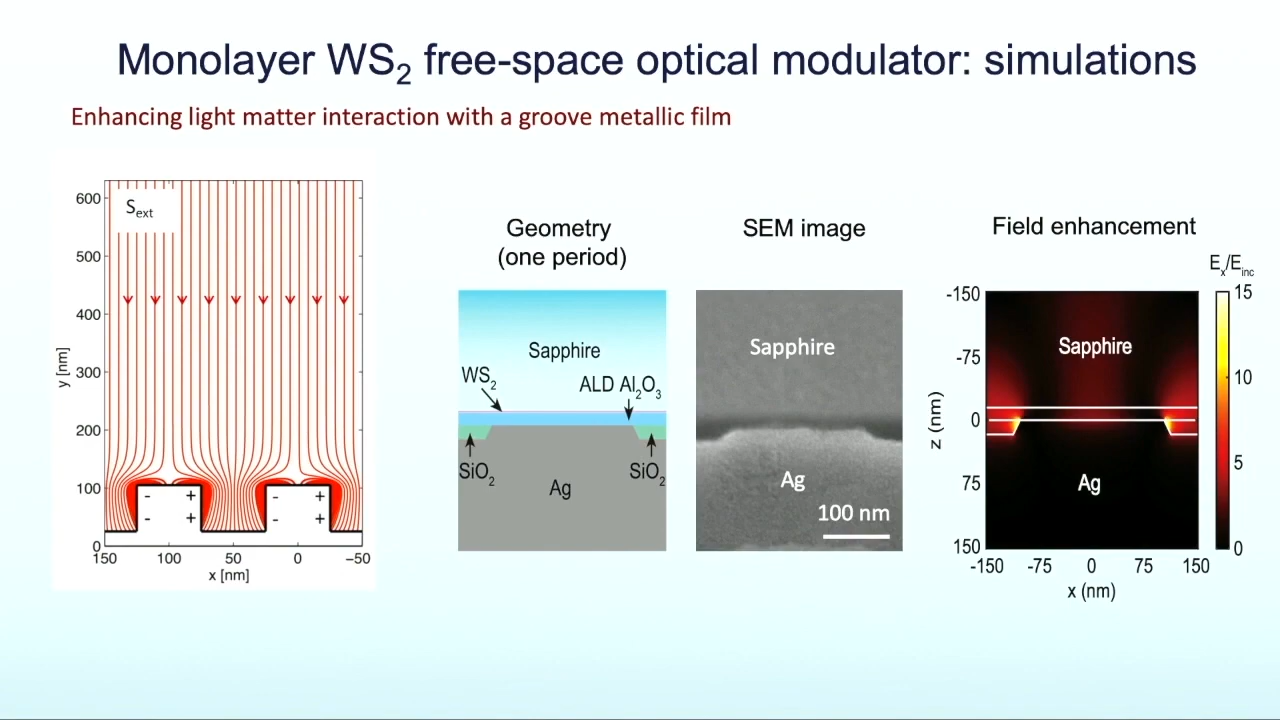 Monolayer WS2 free-space optical modulator: simulations
Enhancing light matter interaction with a groove metallic film
Sext
600
500
400
300
200
100
0
y [nm]
- +
- +
- +
- +
150 100 50 0 −50
x [nm]
Geometry
(one period)
Sapphire
WS2
ALD Al2O3
SiO2
SiO2
Ag
SEM image
Sapphire
Ag
100 nm
Field enhancement
Ex/Einc
-150
-75
0
75
150
z (nm)
Sapphire
Ag
-150 -75 0 75 150
x (nm)
15
10
5
0